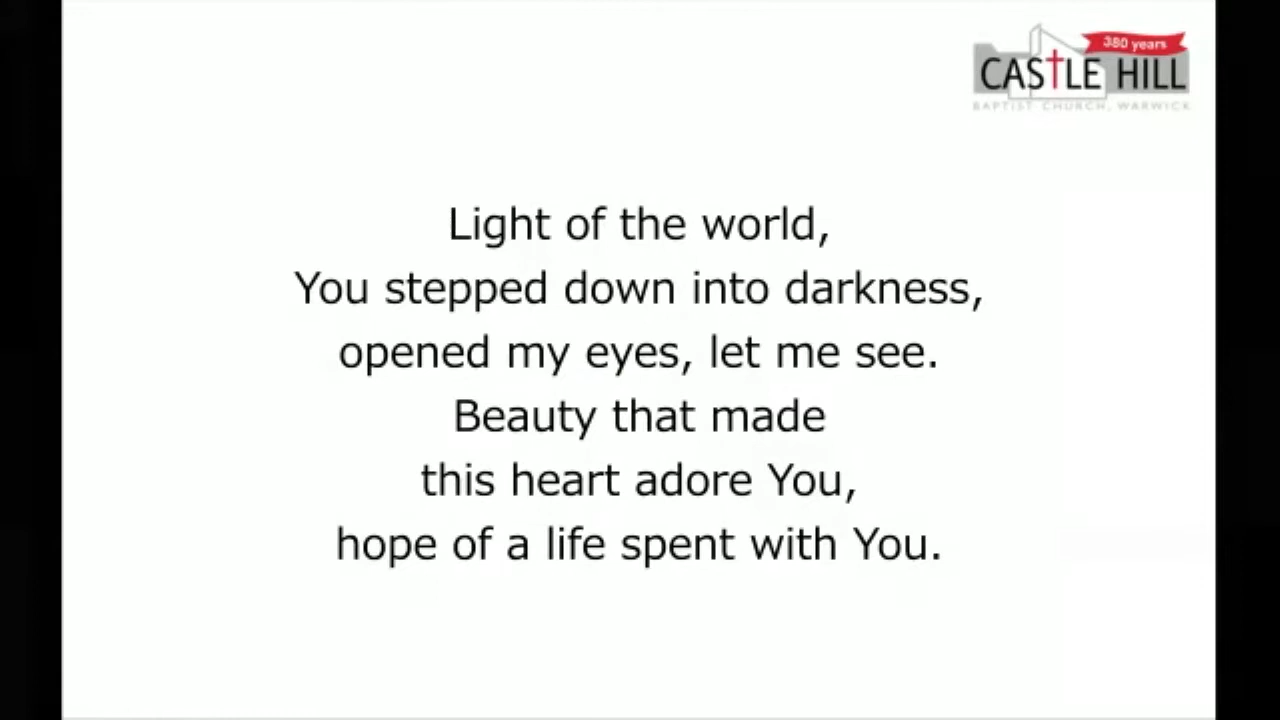 380 years
CASTLE HILL
BAPTIST CHURCH, WARWICK
Light of the world,
You stepped down into darkness,
opened my eyes, let me see.
Beauty that made
this heart adore You,
hope of a life spent with You.